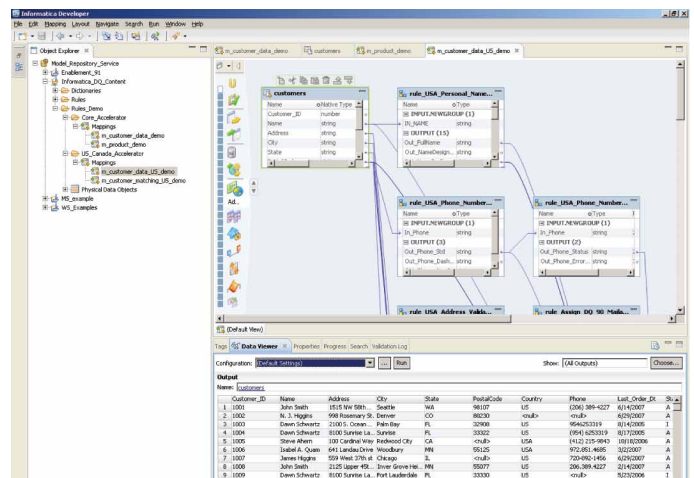 Informatica Developer
File Edit Mapping Layout Navigate Search Run Window Help
Object Explorer
Model_Repository_Service
Enablement_91
Informatica_DQ_Content
Dictionaries
Rules
Rules_Demo
Core_Accelerator
Mappings
m_customer_data_demo
m_product_demo
US_Canada_Accelerator
Mappings
m_customer_data_US_demo
m_customer_matching_US_demo
Physical Data Objects
MS_example
WS_Examples
m_customer_data_demo customers m_product_demo m_customer_data_US_demo
Ad..
customers
Name Native Type
Customer_ID number
Name string
Address string
City string
State string
rule_USA_Personal_Name...
Name Type
INPUT.NEWGROUP (1)
IN_NAME string
OUTPUT (15)
Out_FullName string
Out_NameDesign... string
rule_USA_Phone_Number...
Name Type
INPUT.NEWGROUP (1)
In_Phone string
OUTPUT (3)
Out_Phone_Std string
Out_Phone_Dash... string
rule_USA_Phone_Number...
Name Type
INPUT.NEWGROUP (1)
In_Phone string
OUTPUT (2)
Out_Phone_Status string
Out_Phone_Error... string
rule_USA_Address_Valida...
rule_Assign_DQ_90_Maila...
(Default View)
Tags Data Viewer Properties Progress Search Validation Log
Configuration: (Default Settings) ... Run Show: (All Outputs) Choose...
Output
Name: customers
Customer_ID Name Address City State PostalCode Country Phone Last_Order_Dt
1 1001 John Smith 1515 NW 58th... Seattle WA 98107 US (206) 389-4227 6/14/2007 A
2 1002 N. J. Higgins 998 Rosemary St. Denver CO 80230 <null> <null> 6/29/2007 A
3 1003 Dawn Schwartz 2100 S. Ocean... Palm Bay FL 32908 US 9546253319 8/14/2005 I
4 1004 Dawn Schwartz 8100 Sunrise La... Sunrise FL 33322 US (954) 6253319 8/17/2005 A
5 1005 Steve Ahern 100 Cardinal Way Redwood City CA <null> USA (412) 215-9843 10/18/2006 A
6 1006 Isabel A. Quam 641 Landau Drive Woodbury MN 55125 USA 972.851.4685 3/2/2007 A
7 1007 James Higgins 559 West 37th st Chicago IL <null> US 720-892-1456 6/29/2007 A
8 1008 John Smith 2125 Upper 45t... Inver Grove Hei... MN 55077 US 206.389.4227 2/14/2007 A
9 1009 Dawn Schwartz 8100 Sunrise La... Fort Lauderdale FL 33330 US <null> 5/23/2006 I